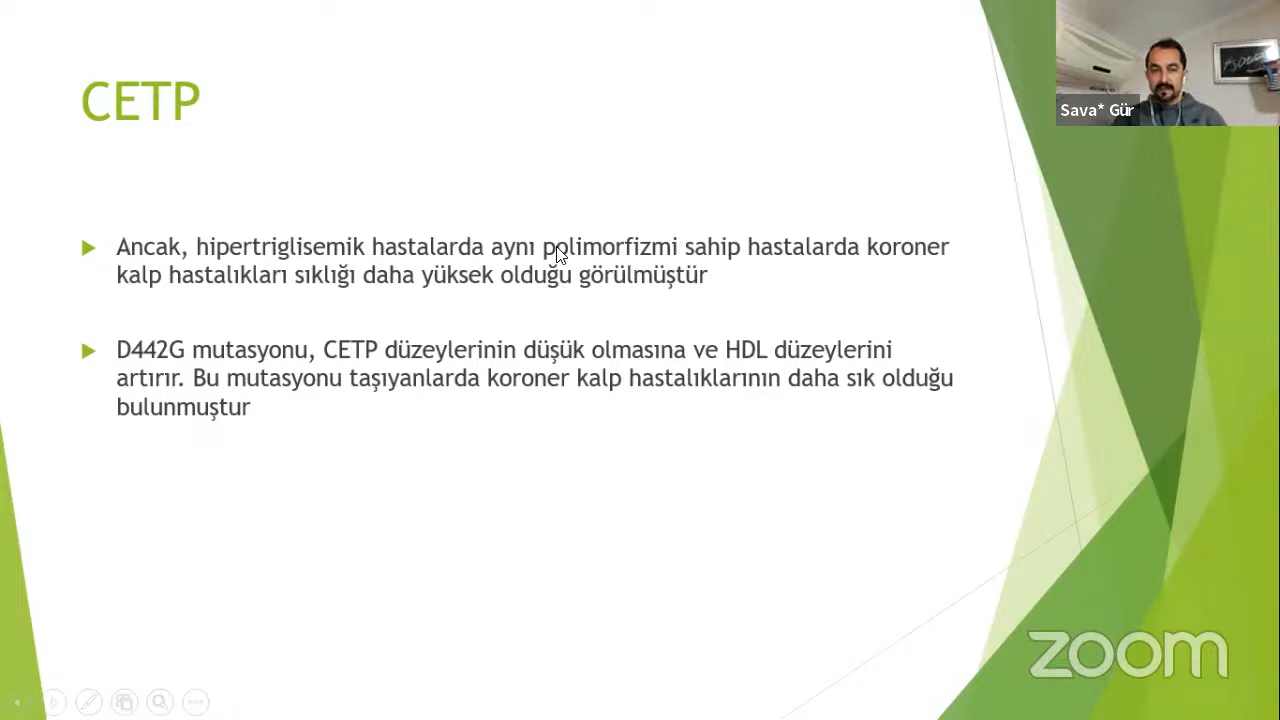 CETP
Sava* Gür
Ancak, hipertriglisemik hastalarda aynı polimorfizmi sahip hastalarda koroner
kalp hastalıkları sıklığı daha yüksek olduğu görülmüştür
D442G mutasyonu, CETP düzeylerinin düşük olmasına ve HDL düzeylerini
artırır. Bu mutasyonu taşıyanlarda koroner kalp hastalıklarının daha sık olduğu
bulunmuştur
zoom